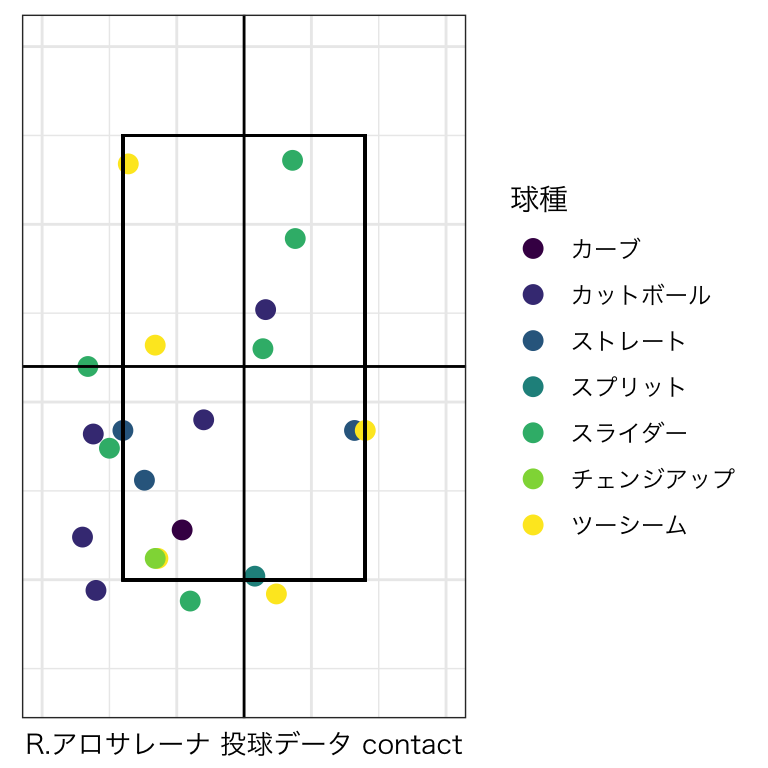 球種
カーブ
カットボール
ストレート
スプリット
スライダー
チェンジアップ
ツーシーム
R.アロサレーナ 投球データ contact